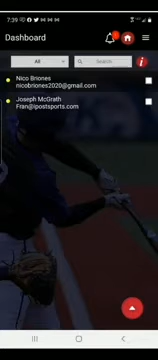 7:39
Dashboard
All
Search
i
Nico Briones
nicobriones2020@gmail.com
Joseph McGrath
Fran@ipostsports.com